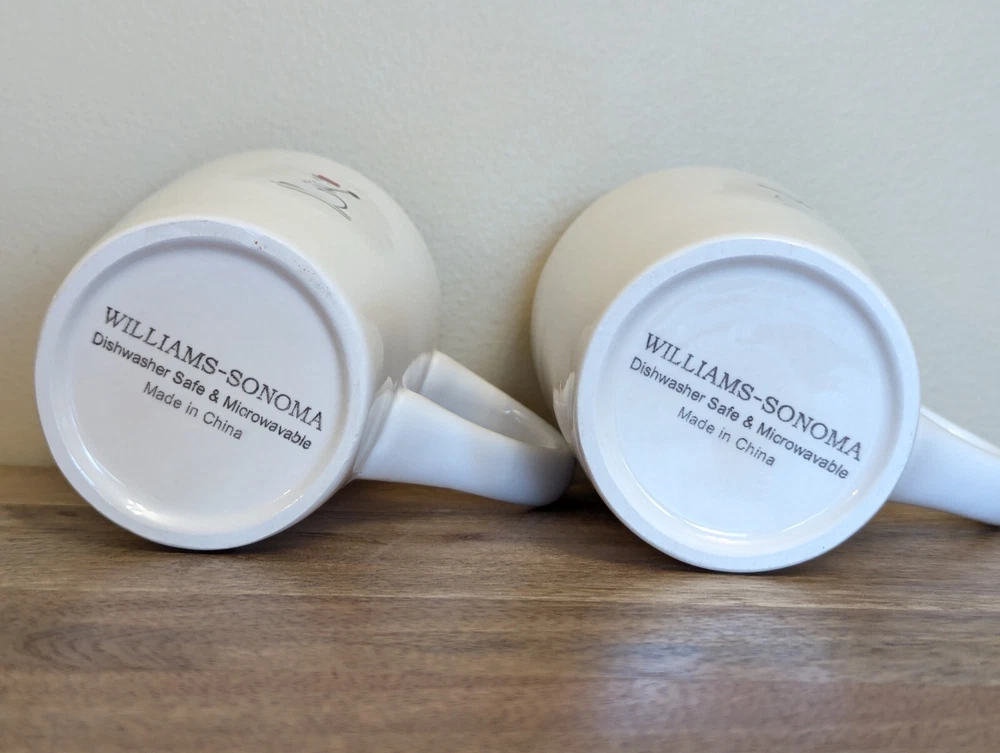 WILLIAMS-SONOMA
Dishwasher Safe & Microwavable
Made in China
WILLIAMS-SONOMA
Dishwasher Safe & Microwavable
Made in China